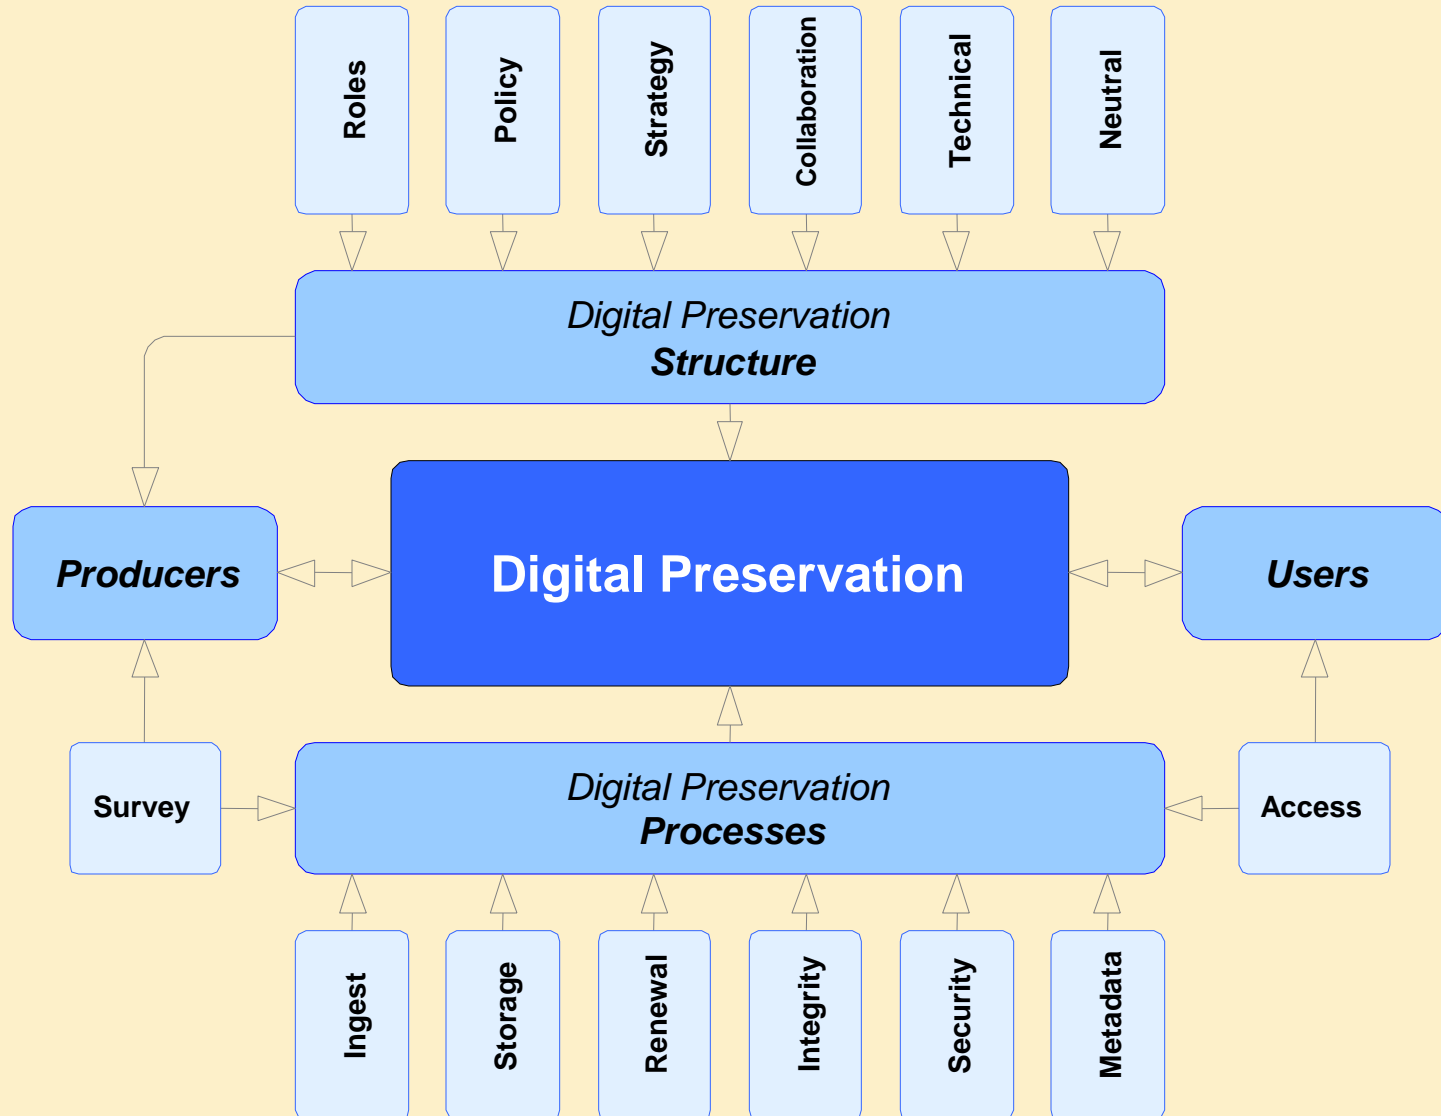 Roles
Policy
Strategy
Collaboration
Technical
Neutral
Digital Preservation
Structure
Producers
Digital Preservation
Users
Survey
Digital Preservation
Processes
Access
Ingest
Storage
Renewal
Integrity
Security
Metadata